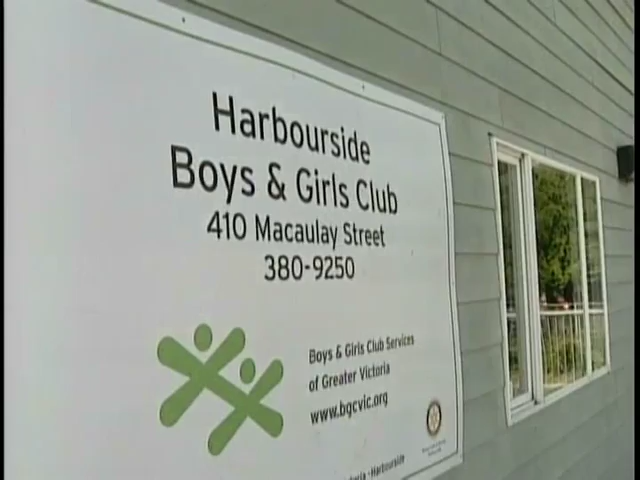 Harbourside
Boys & Girls Club
410 Macaulay Street
380-9250
Boys & Girls Club Services
of Greater Victoria
www.bgcvic.org
Harbourside